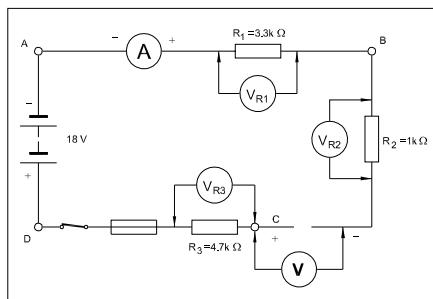 R1=3.3k Ω
A
− A +
B
VR1
−
18 V
+
VR2
R2=1k Ω
VR3
D
C
+
−
R3=4.7k Ω
V